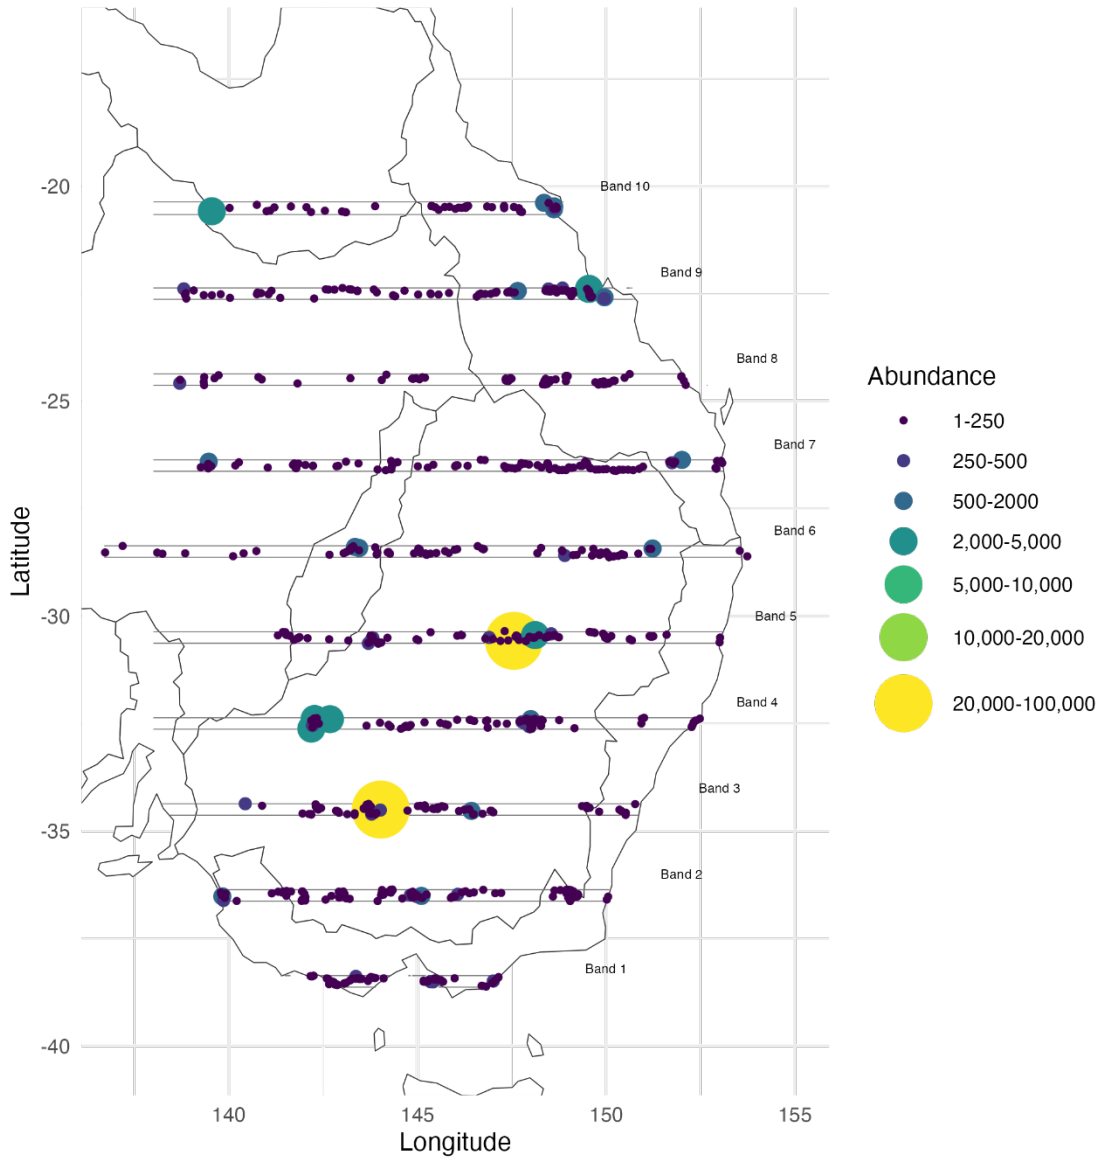 -20
-25
-30
-35
-40
Latitude
140
145
150
155
Longitude
Band 10
Band 9
Band 8
Band 7
Band 6
Band 5
Band 4
Band 3
Band 2
Band 1
Abundance
1-250
250-500
500-2000
2,000-5,000
5,000-10,000
10,000-20,000
20,000-100,000